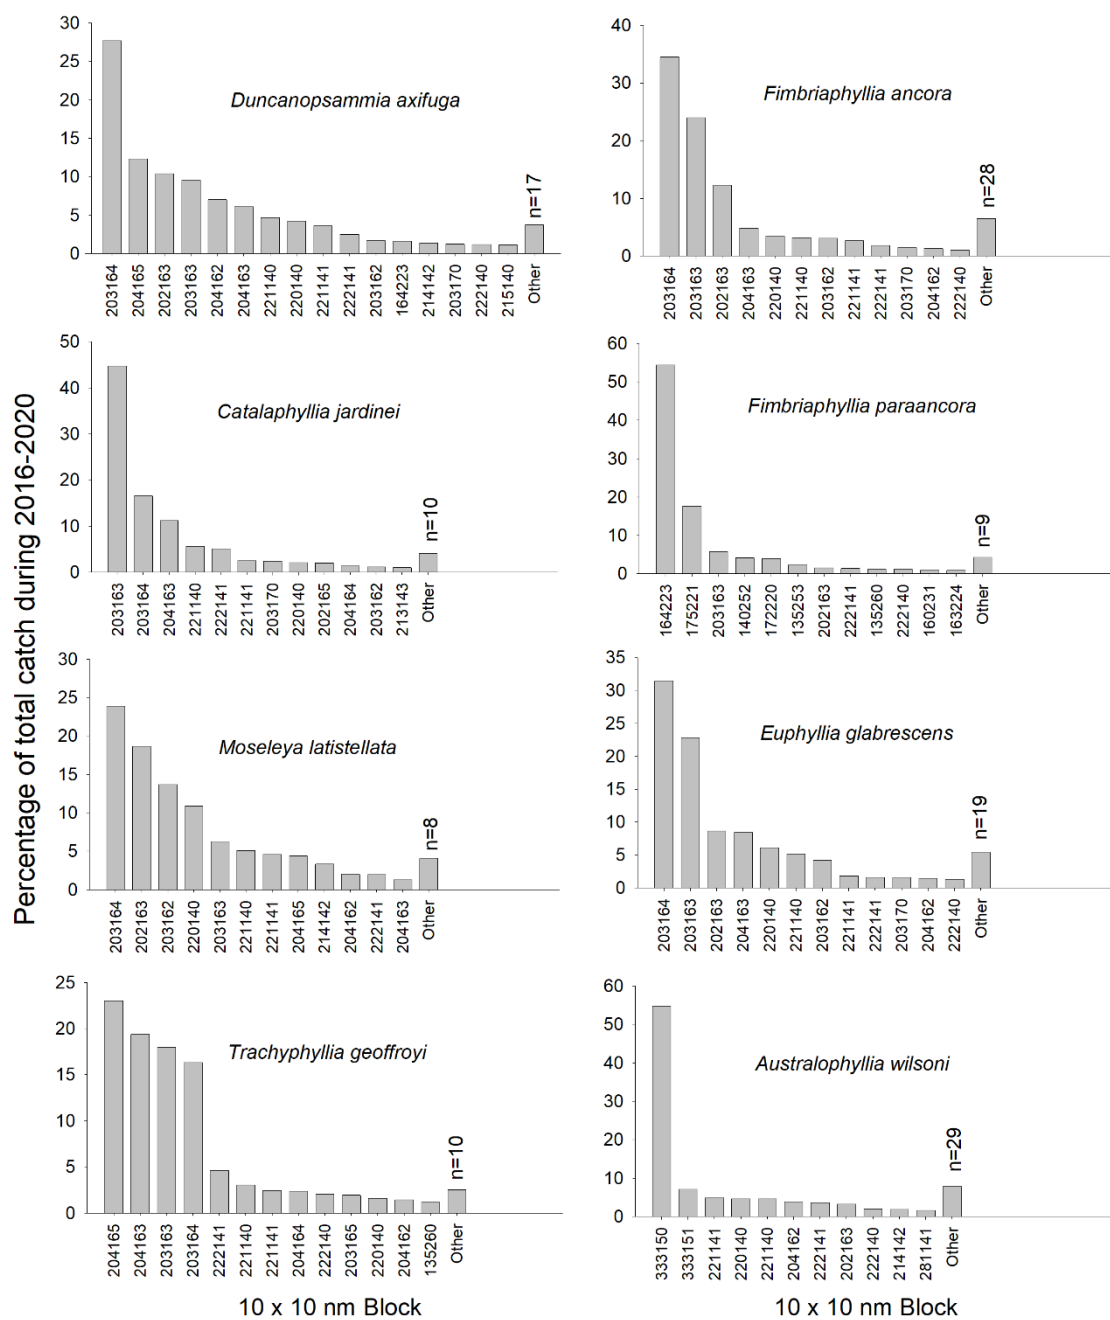 Percentage of total catch during 2016-2020
30
25
20
15
10
5
0
Duncanopsammia axifuga
n=17
203164 204165 202163 203163 204162 204163 221140 220140 221141 222141 203162 164223 214142 203170 222140 215140 Other
40
30
20
10
0
Fimbriaphyllia ancora
n=28
203164 203163 202163 204163 220140 221140 203162 221141 222141 203170 204162 222140 Other
50
40
30
20
10
0
Catalaphyllia jardinei
n=10
203163 203164 204163 221140 222141 221141 203170 220140 202165 204164 203162 213143 Other
60
50
40
30
20
10
0
Fimbriaphyllia paraancora
n=9
164223 175221 203163 140252 172220 135253 202163 222141 135260 222140 160231 163224 Other
30
25
20
15
10
5
0
Moseleya latistellata
n=8
203164 202163 203162 220140 203163 221140 221141 204165 214142 204162 222141 204163 Other
35
30
25
20
15
10
5
0
Euphyllia glabrescens
n=19
203164 203163 202163 204163 220140 221140 203162 221141 222141 203170 204162 222140 Other
25
20
15
10
5
0
Trachyphyllia geoffroyi
n=10
204165 204163 203163 203164 222141 221140 221141 204164 222140 203165 220140 204162 135260 Other
10 x 10 nm Block
60
50
40
30
20
10
0
Australophyllia wilsoni
n=29
333150 333151 221141 220140 221140 204162 222141 202163 222140 214142 281141 Other
10 x 10 nm Block